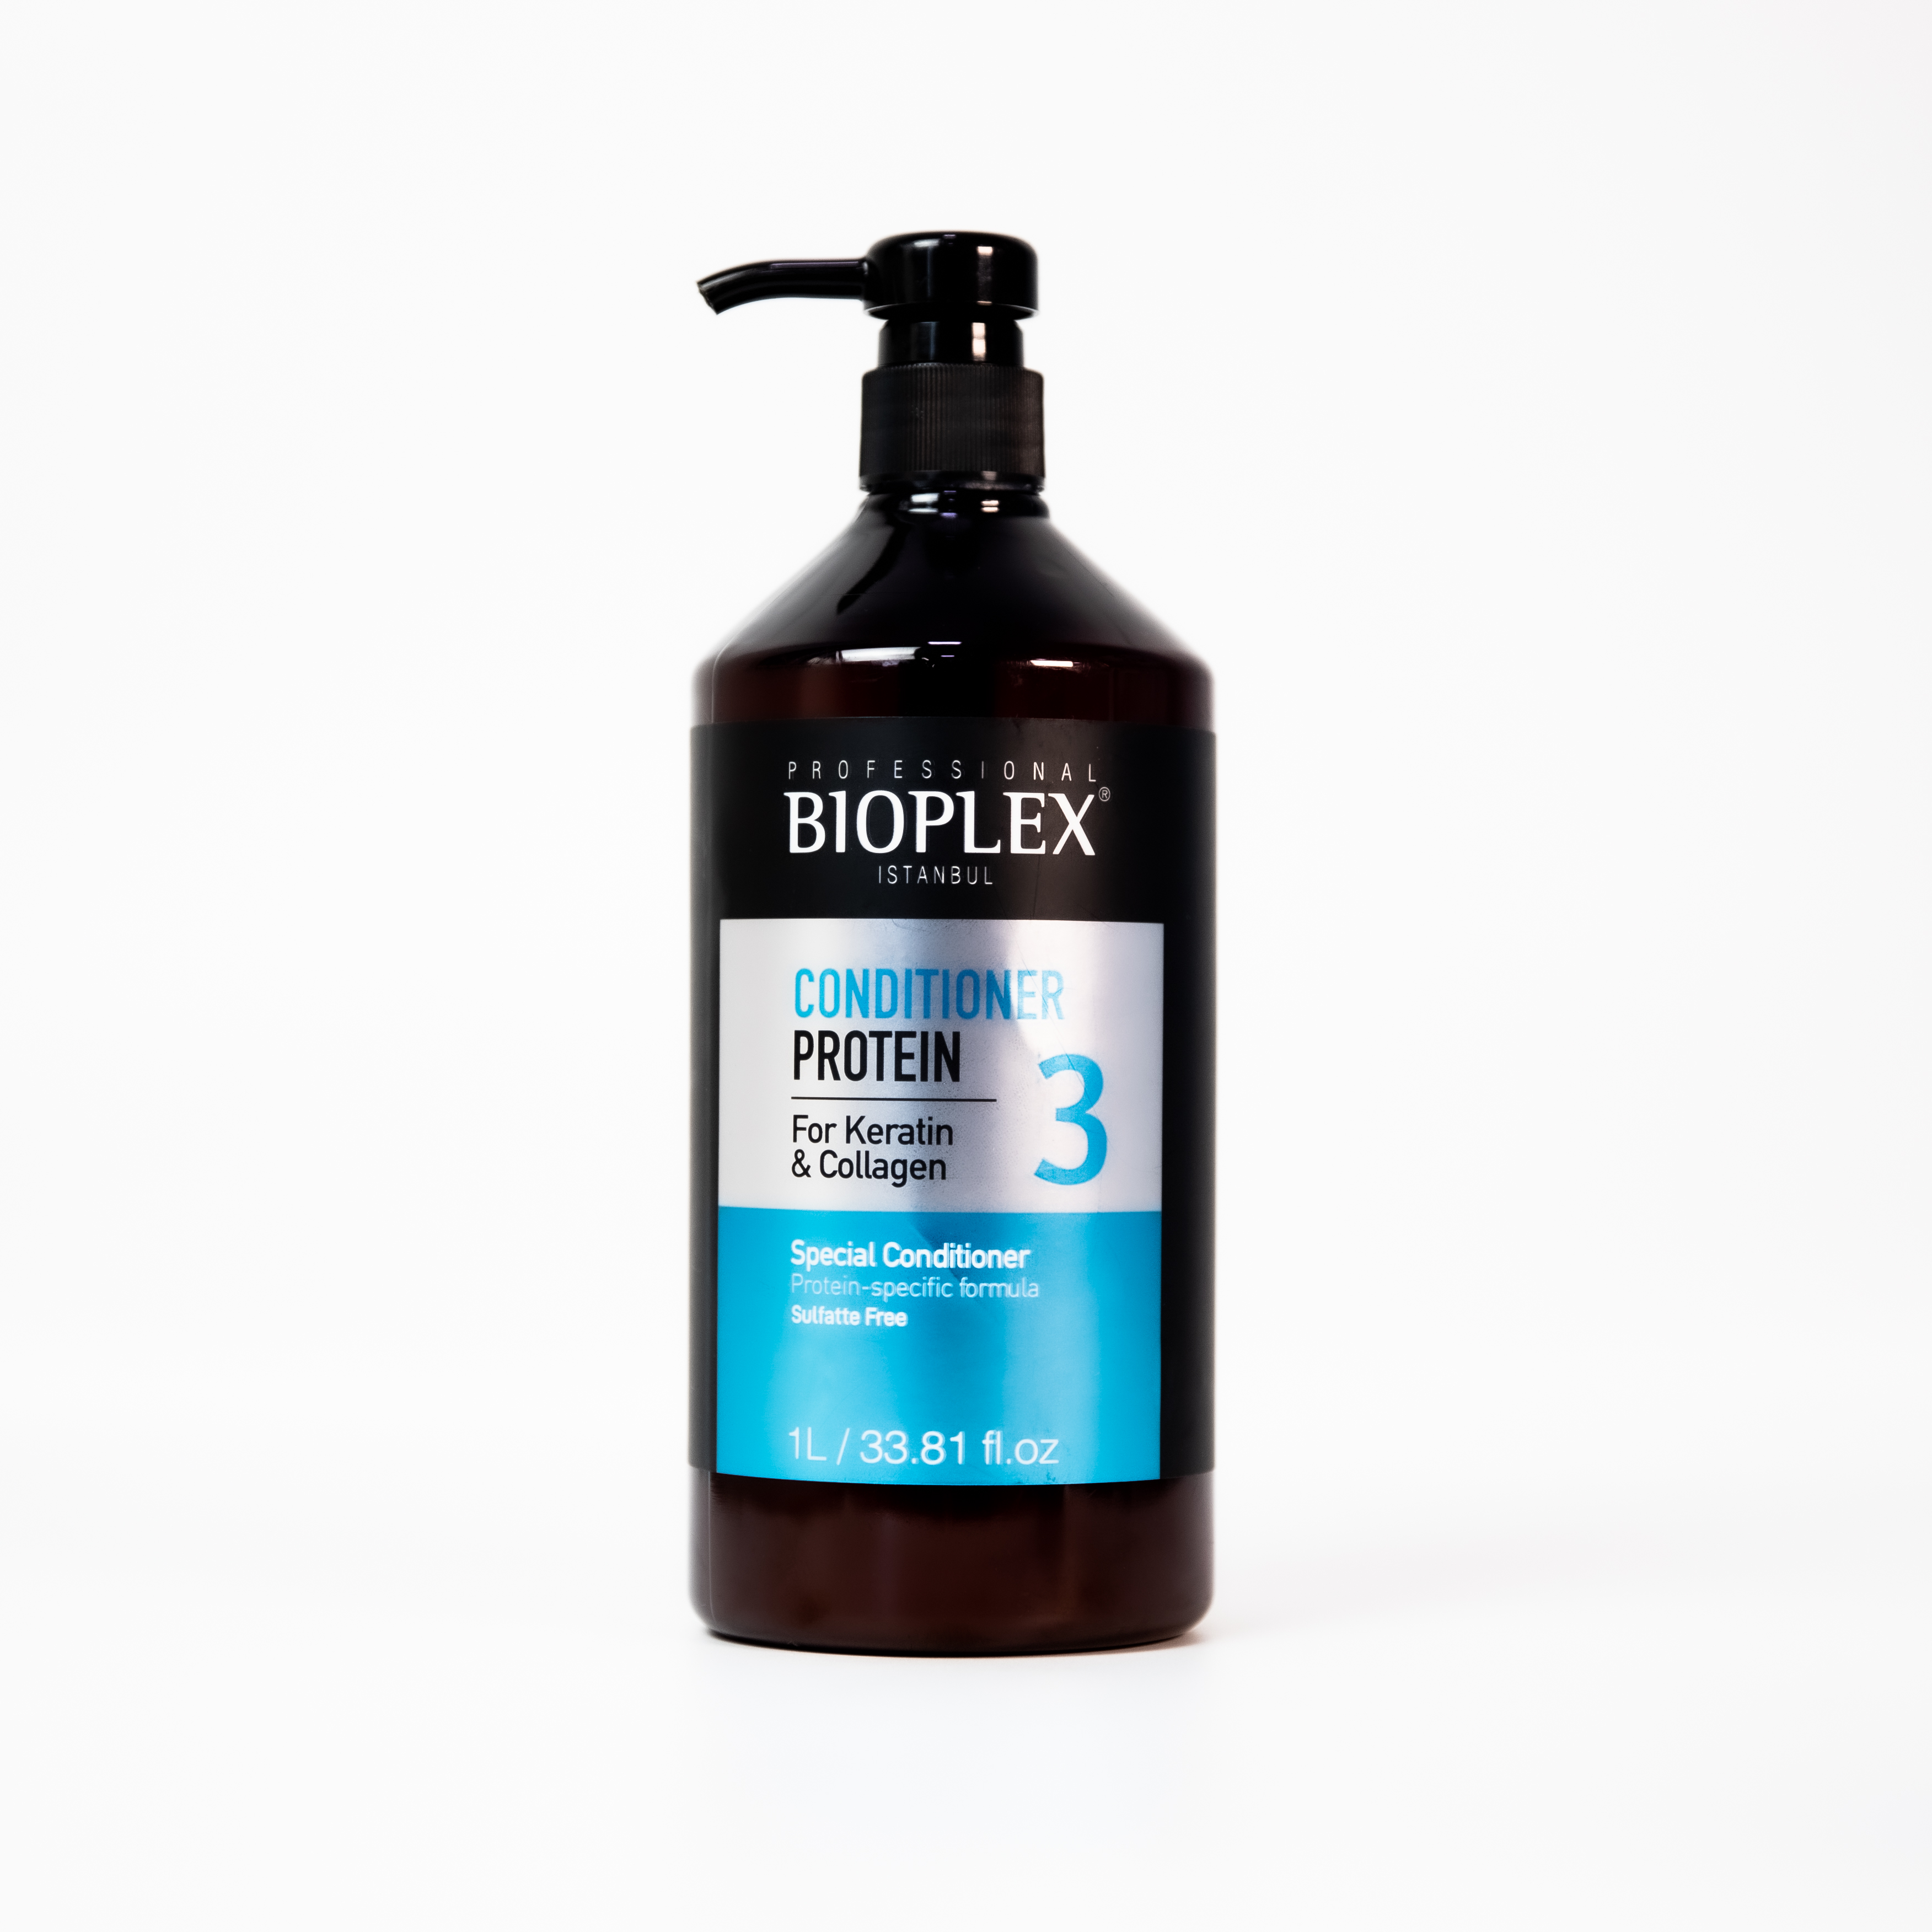 PROFESSIONAL
BIOPLEX®
ISTANBUL
CONDITIONER
PROTEIN
For Keratin
& Collagen
3
Special Conditioner
Protein-specific formula
Sulfatte Free
1L / 33.81 fl.oz